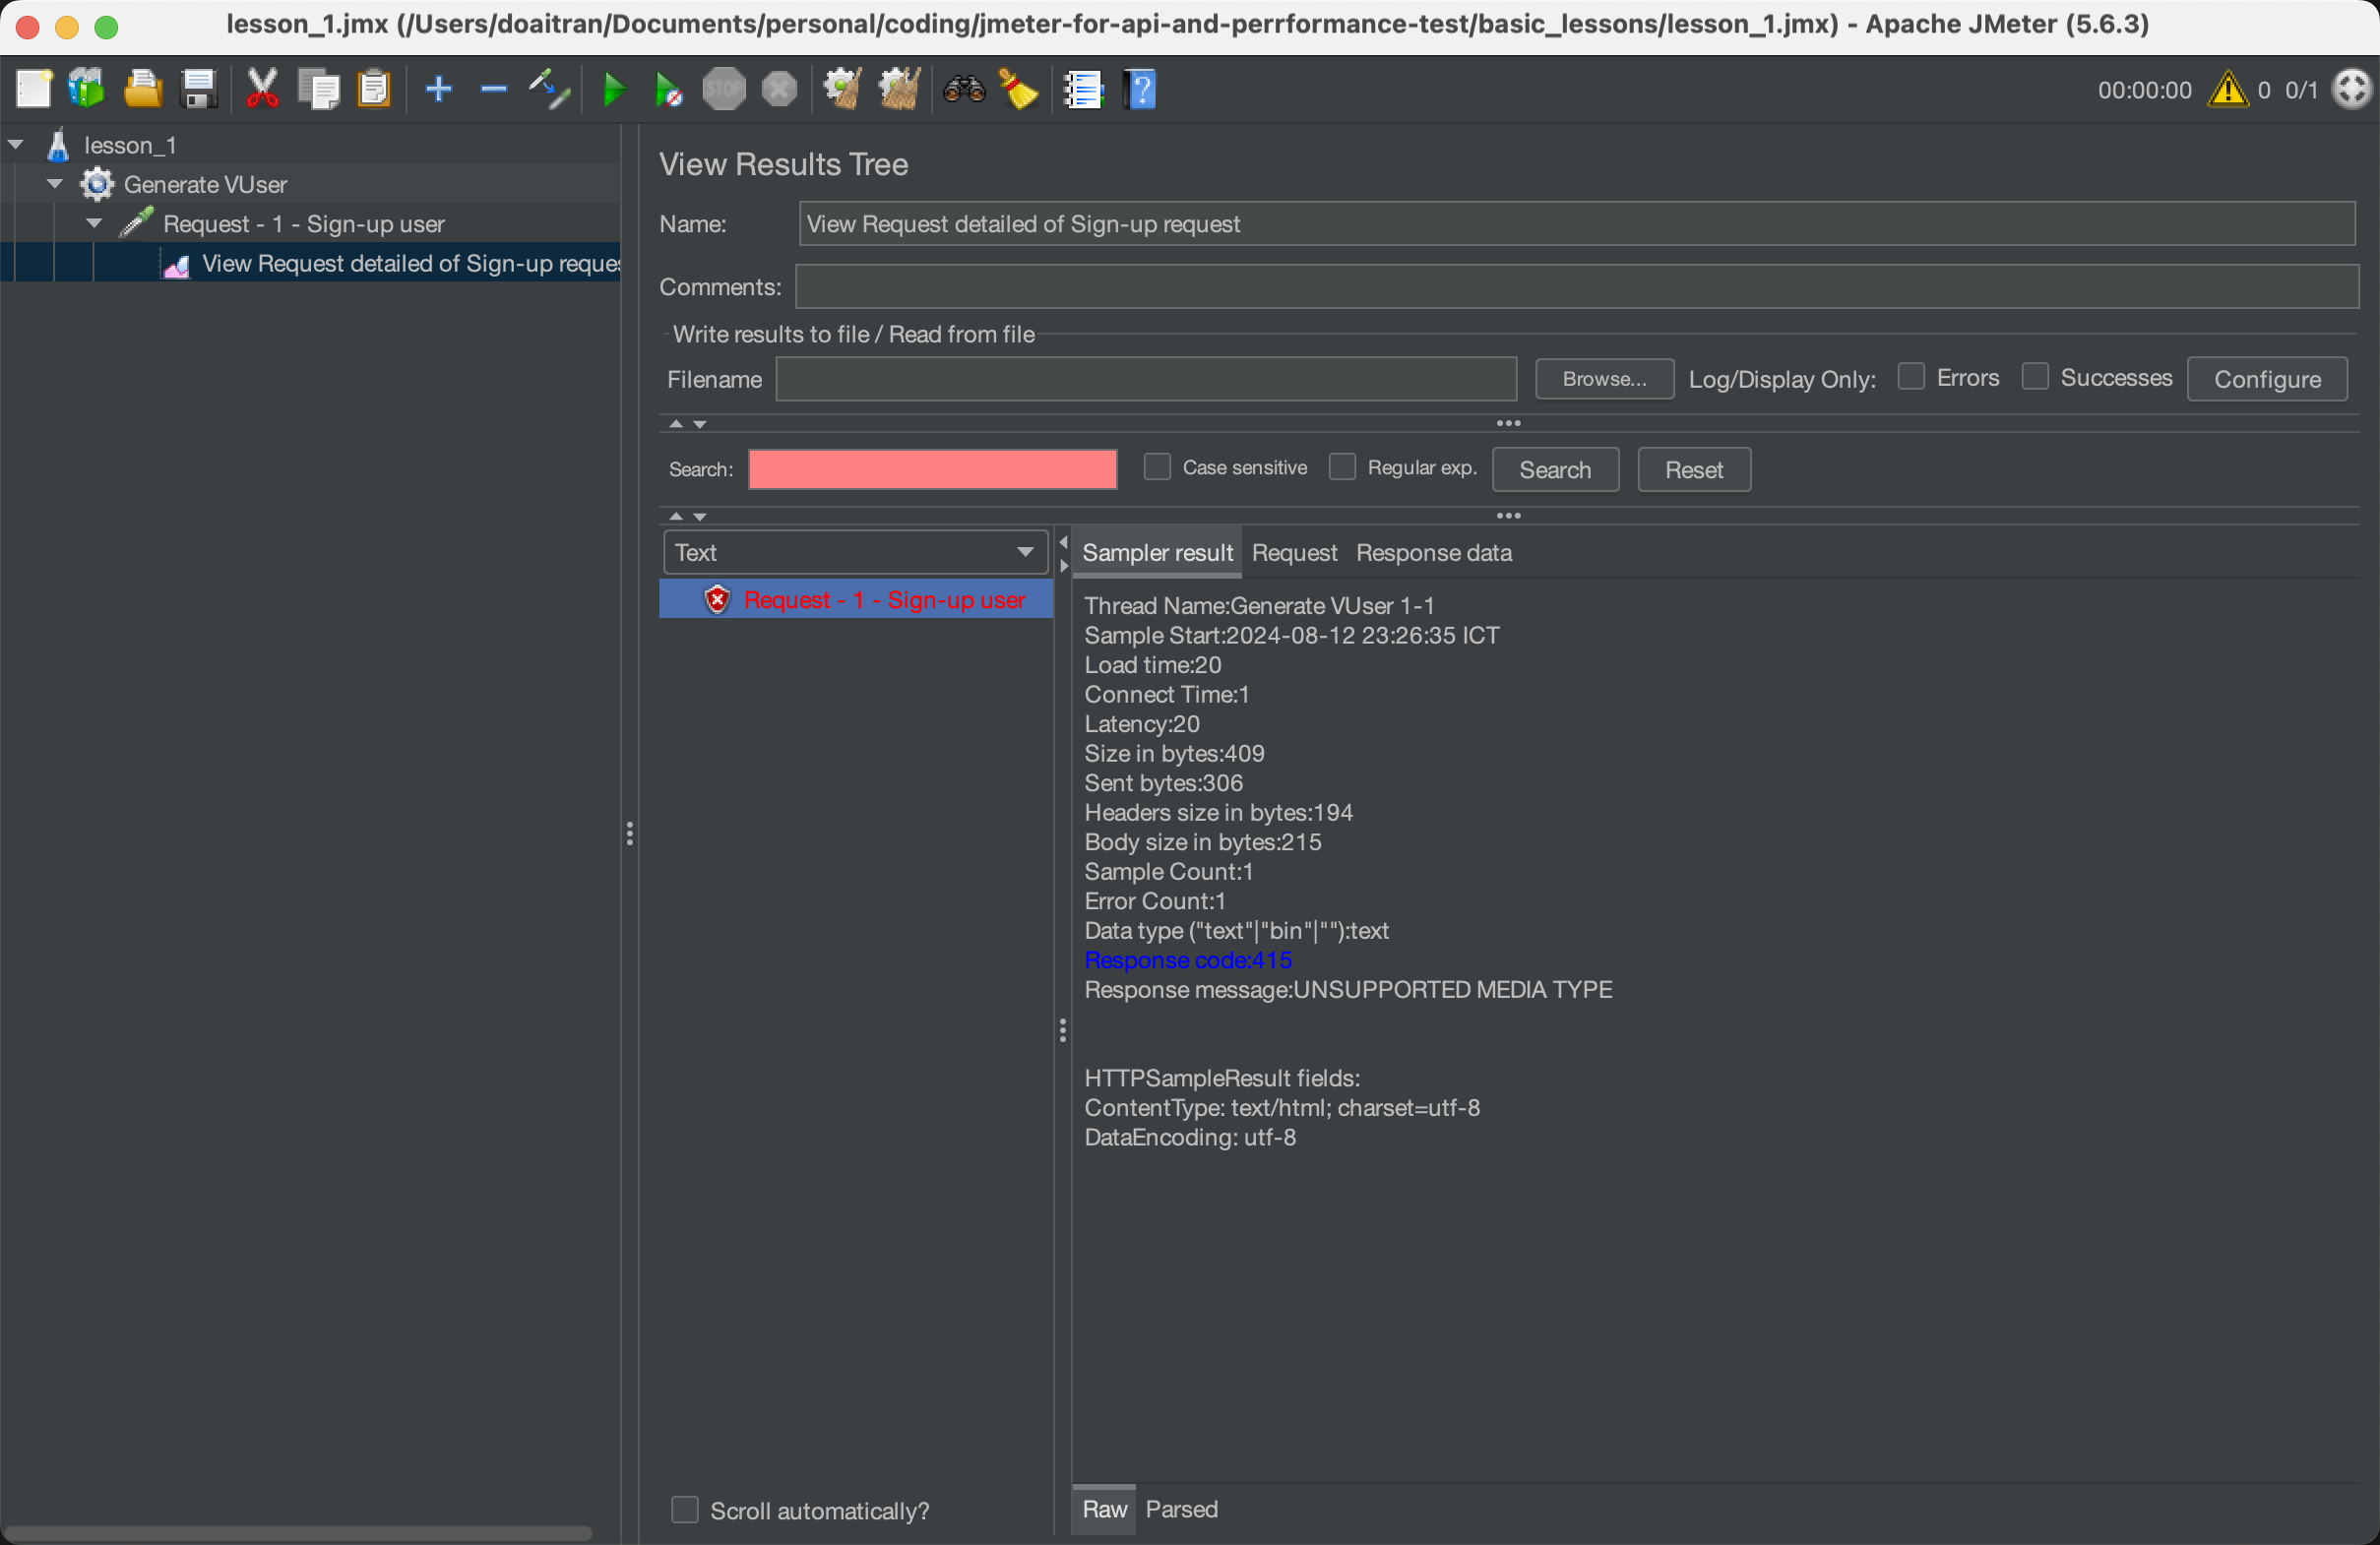 lesson_1.jmx (/Users/doaitran/Documents/personal/coding/jmeter-for-api-and-perrformance-test/basic_lessons/lesson_1.jmx) - Apache JMeter (5.6.3)
STOP
00:00:00 0 0/1
lesson_1
Generate VUser
Request - 1 - Sign-up user
View Request detailed of Sign-up reques
View Results Tree
Name: View Request detailed of Sign-up request
Comments:
Write results to file / Read from file
Filename Browse... Log/Display Only: Errors Successes Configure
Search: Case sensitive Regular exp. Search Reset
Text
Request - 1 - Sign-up user
Sampler result Request Response data
Thread Name:Generate VUser 1-1
Sample Start:2024-08-12 23:26:35 ICT
Load time:20
Connect Time:1
Latency:20
Size in bytes:409
Sent bytes:306
Headers size in bytes:194
Body size in bytes:215
Sample Count:1
Error Count:1
Data type ("text"|"bin"|""):text
Response code:415
Response message:UNSUPPORTED MEDIA TYPE
HTTPSampleResult fields:
ContentType: text/html; charset=utf-8
DataEncoding: utf-8
Scroll automatically?
Raw Parsed